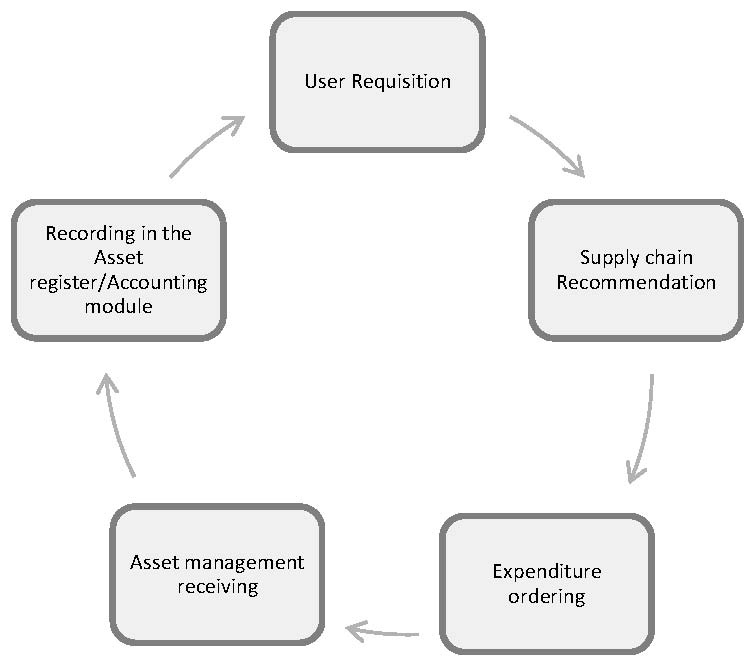 User Requisition
Supply chain
Recommendation
Expenditure
ordering
Asset management
receiving
Recording in the
Asset
register/Accounting
module